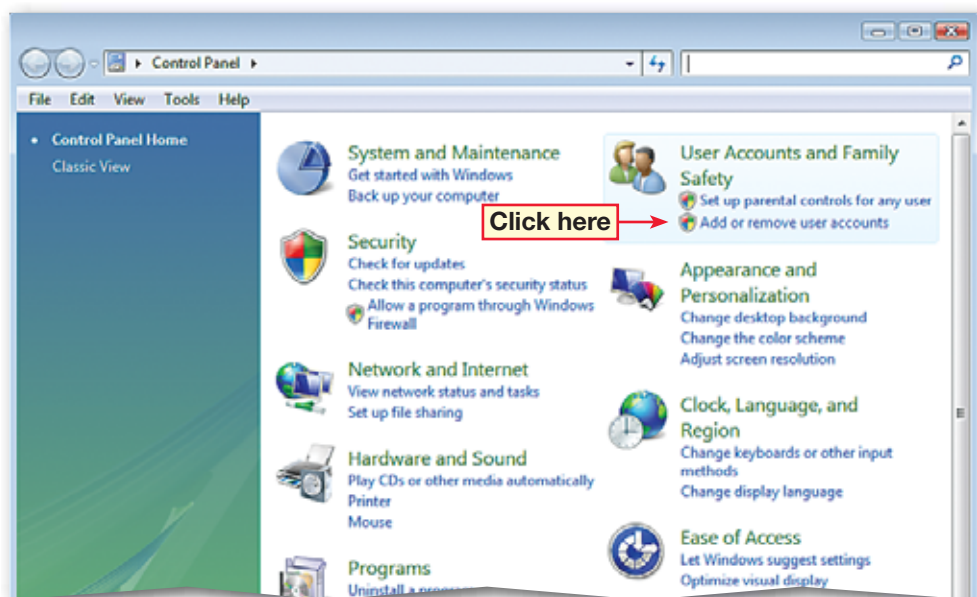 Control Panel
File Edit View Tools Help
Control Panel Home
Classic View
System and Maintenance
Get started with Windows
Back up your computer
Security
Check for updates
Check this computer's security status
Allow a program through Windows
Firewall
Network and Internet
View network status and tasks
Set up file sharing
Hardware and Sound
Play CDs or other media automatically
Printer
Mouse
Programs
Uninstall a program
User Accounts and Family
Safety
Set up parental controls for any user
Click here
Add or remove user accounts
Appearance and
Personalization
Change desktop background
Change the color scheme
Adjust screen resolution
Clock, Language, and
Region
Change keyboards or other input
methods
Change display language
Ease of Access
Let Windows suggest settings
Optimize visual display